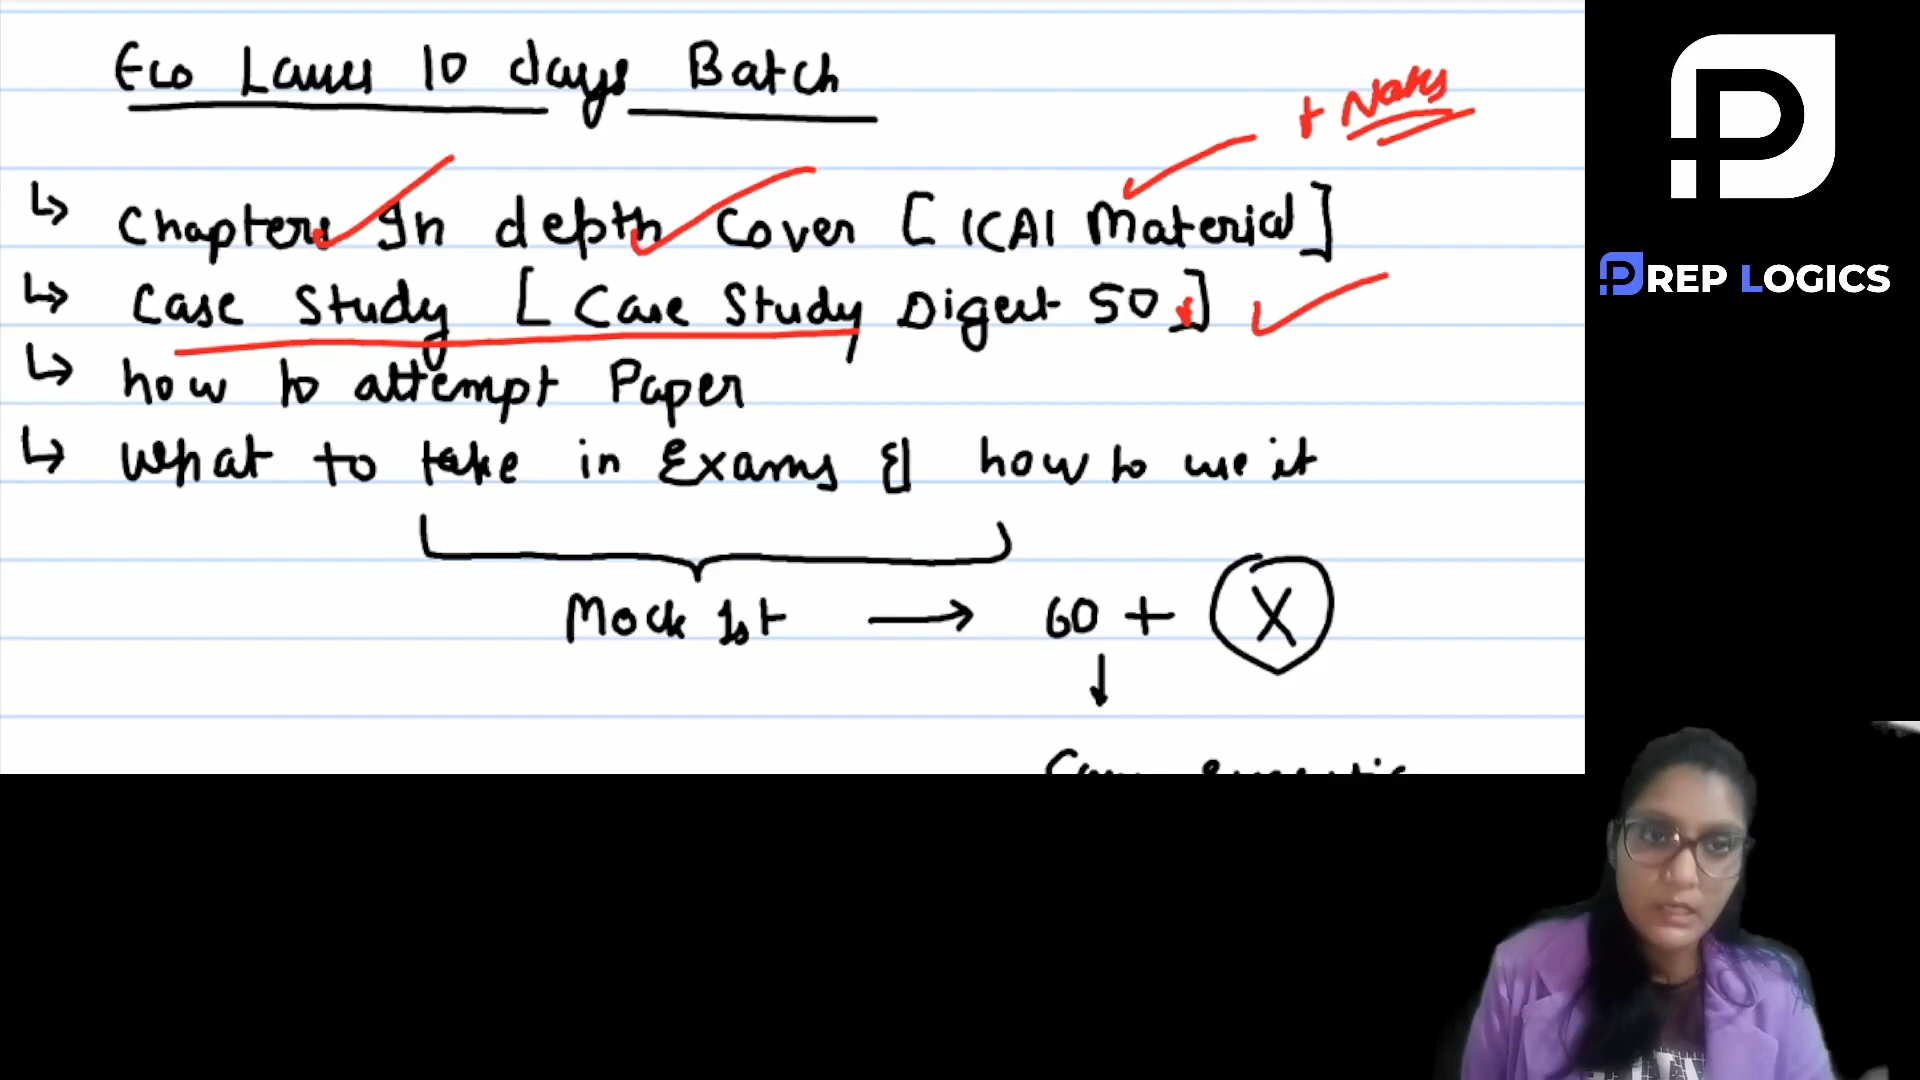 Eco Laws 10 days Batch
+ Notes
↳ Chapters In depth Cover [ ICAI Material ]
↳ Case Study [ Case Study Digest 50 ]
↳ how to attempt Paper
↳ What to take in Exams & how to use it
Mock 1st → 60 + X
↓
PREP LOGICS